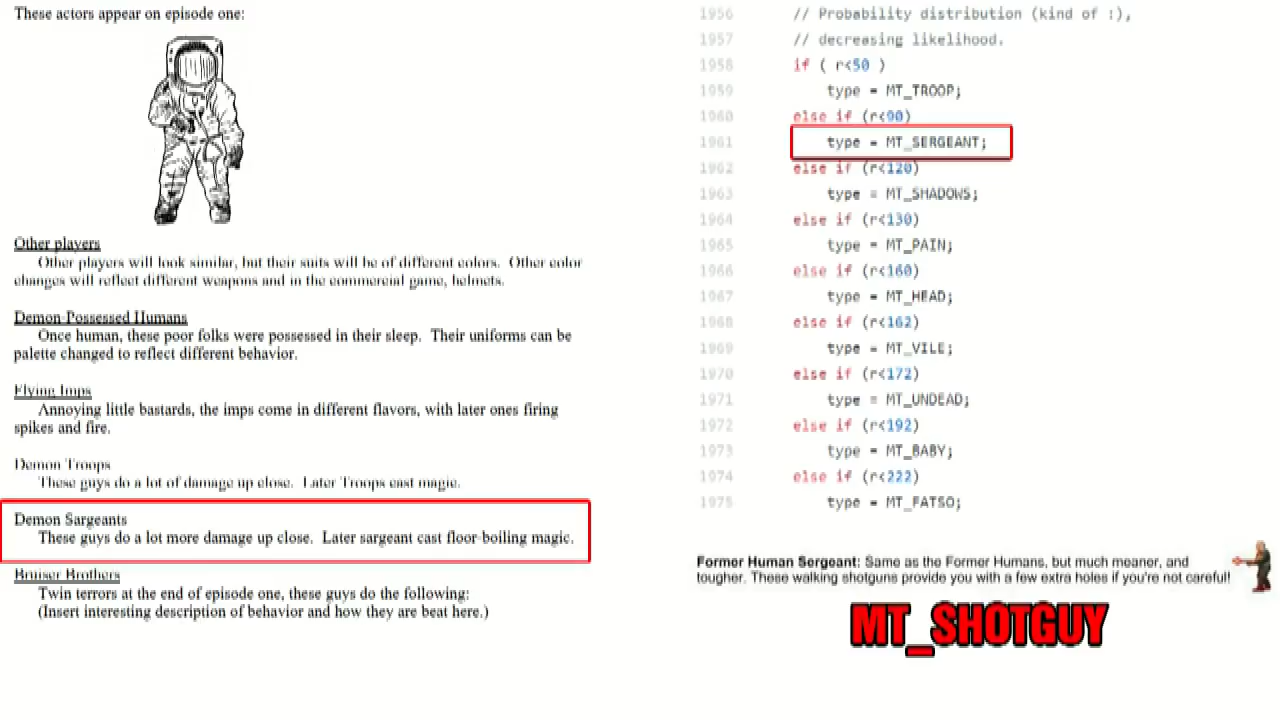 These actors appear on episode one:
Other players
Other players will look similar, but their suits will be of different colors.  Other color
changes will reflect different weapons and in the commercial game, helmets.
Demon-Possessed Humans
Once human, these poor folks were possessed in their sleep.  Their uniforms can be
palette changed to reflect different behavior.
Flying Imps
Annoying little bastards, the imps come in different flavors, with later ones firing
spikes and fire.
Demon Troops
These guys do a lot of damage up close.  Later Troops cast magic.
Demon Sargeants
These guys do a lot more damage up close.  Later sargeant cast floor-boiling magic.
Bruiser Brothers
Twin terrors at the end of episode one, these guys do the following:
(Insert interesting description of behavior and how they are beat here.)
1956 // Probability distribution (kind of :),
1957 // decreasing likelihood.
1958 if ( r<50 )
1959 type = MT_TROOP;
1960 else if (r<90)
1961 type = MT_SERGEANT;
1962 else if (r<120)
1963 type = MT_SHADOWS;
1964 else if (r<130)
1965 type = MT_PAIN;
1966 else if (r<160)
1967 type = MT_HEAD;
1968 else if (r<162)
1969 type = MT_VILE;
1970 else if (r<172)
1971 type = MT_UNDEAD;
1972 else if (r<192)
1973 type = MT_BABY;
1974 else if (r<222)
1975 type = MT_FATSO;
Former Human Sergeant: Same as the Former Humans, but much meaner, and
tougher. These walking shotguns provide you with a few extra holes if you're not careful!
MT_SHOTGUY